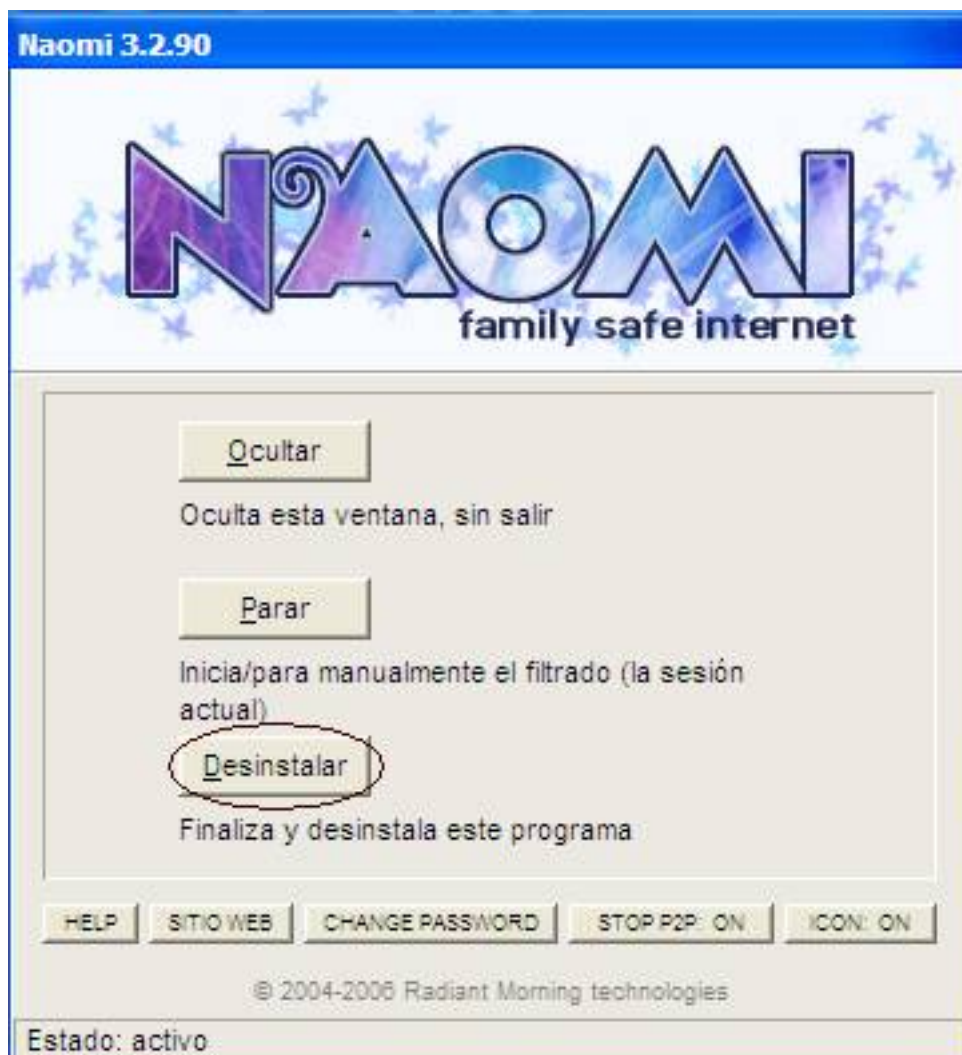 Naomi 3.2.90
NAOMI
family safe internet
Ocultar
Oculta esta ventana, sin salir
Parar
Inicia/para manualmente el filtrado (la sesión
actual)
Desinstalar
Finaliza y desinstala este programa
HELP SITIO WEB CHANGE PASSWORD STOP P2P: ON ICON: ON
© 2004-2006 Radiant Morning technologies
Estado: activo